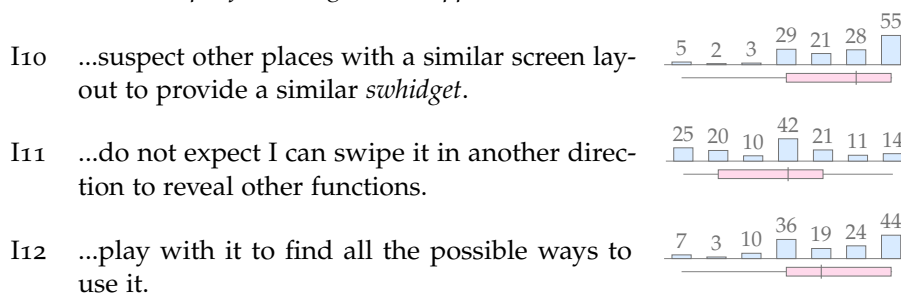 I10 ...suspect other places with a similar screen lay-
out to provide a similar swhidget.
5 2 3 29 21 28 55
I11 ...do not expect I can swipe it in another direc-
tion to reveal other functions.
25 20 10 42 21 11 14
I12 ...play with it to find all the possible ways to
use it.
7 3 10 36 19 24 44